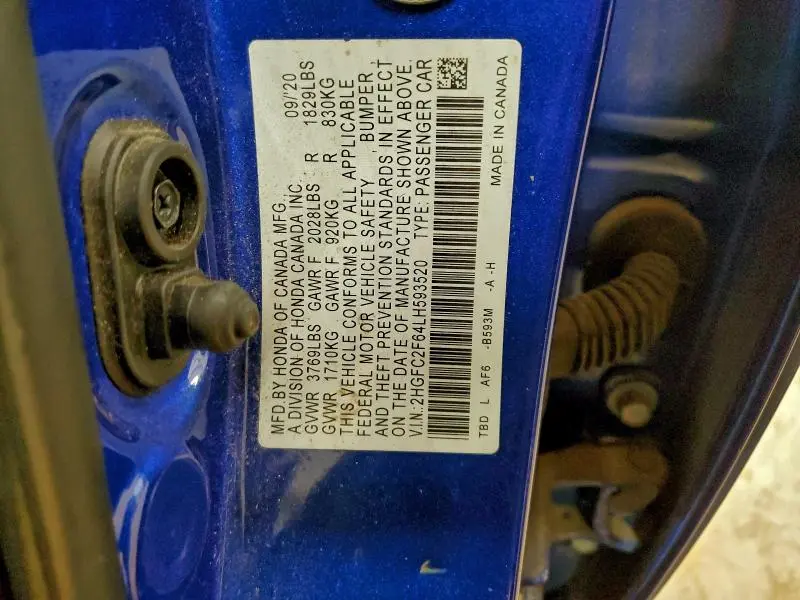 MFD BY HONDA OF CANADA MFG., 09/'20
A DIVISION OF HONDA CANADA INC.
GVWR 3769LBS GAWR F 2028LBS R 1829LBS
GVWR 1710KG GAWR F 920KG R 830KG
THIS VEHICLE CONFORMS TO ALL APPLICABLE
FEDERAL MOTOR VEHICLE SAFETY , BUMPER ,
AND THEFT PREVENTION STANDARDS IN EFFECT
ON THE DATE OF MANUFACTURE SHOWN ABOVE.
V.I.N.:2HGFC2F64LH593520 TYPE: PASSENGER CAR
TBD L AF6 -B593M -A -H MADE IN CANADA